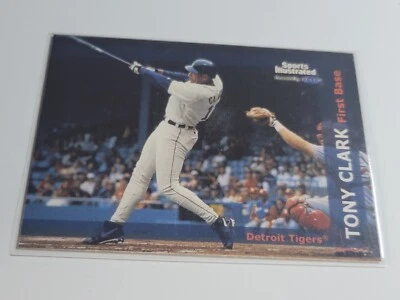 Sports
Illustrated
TONY CLARK First Base
Detroit Tigers®